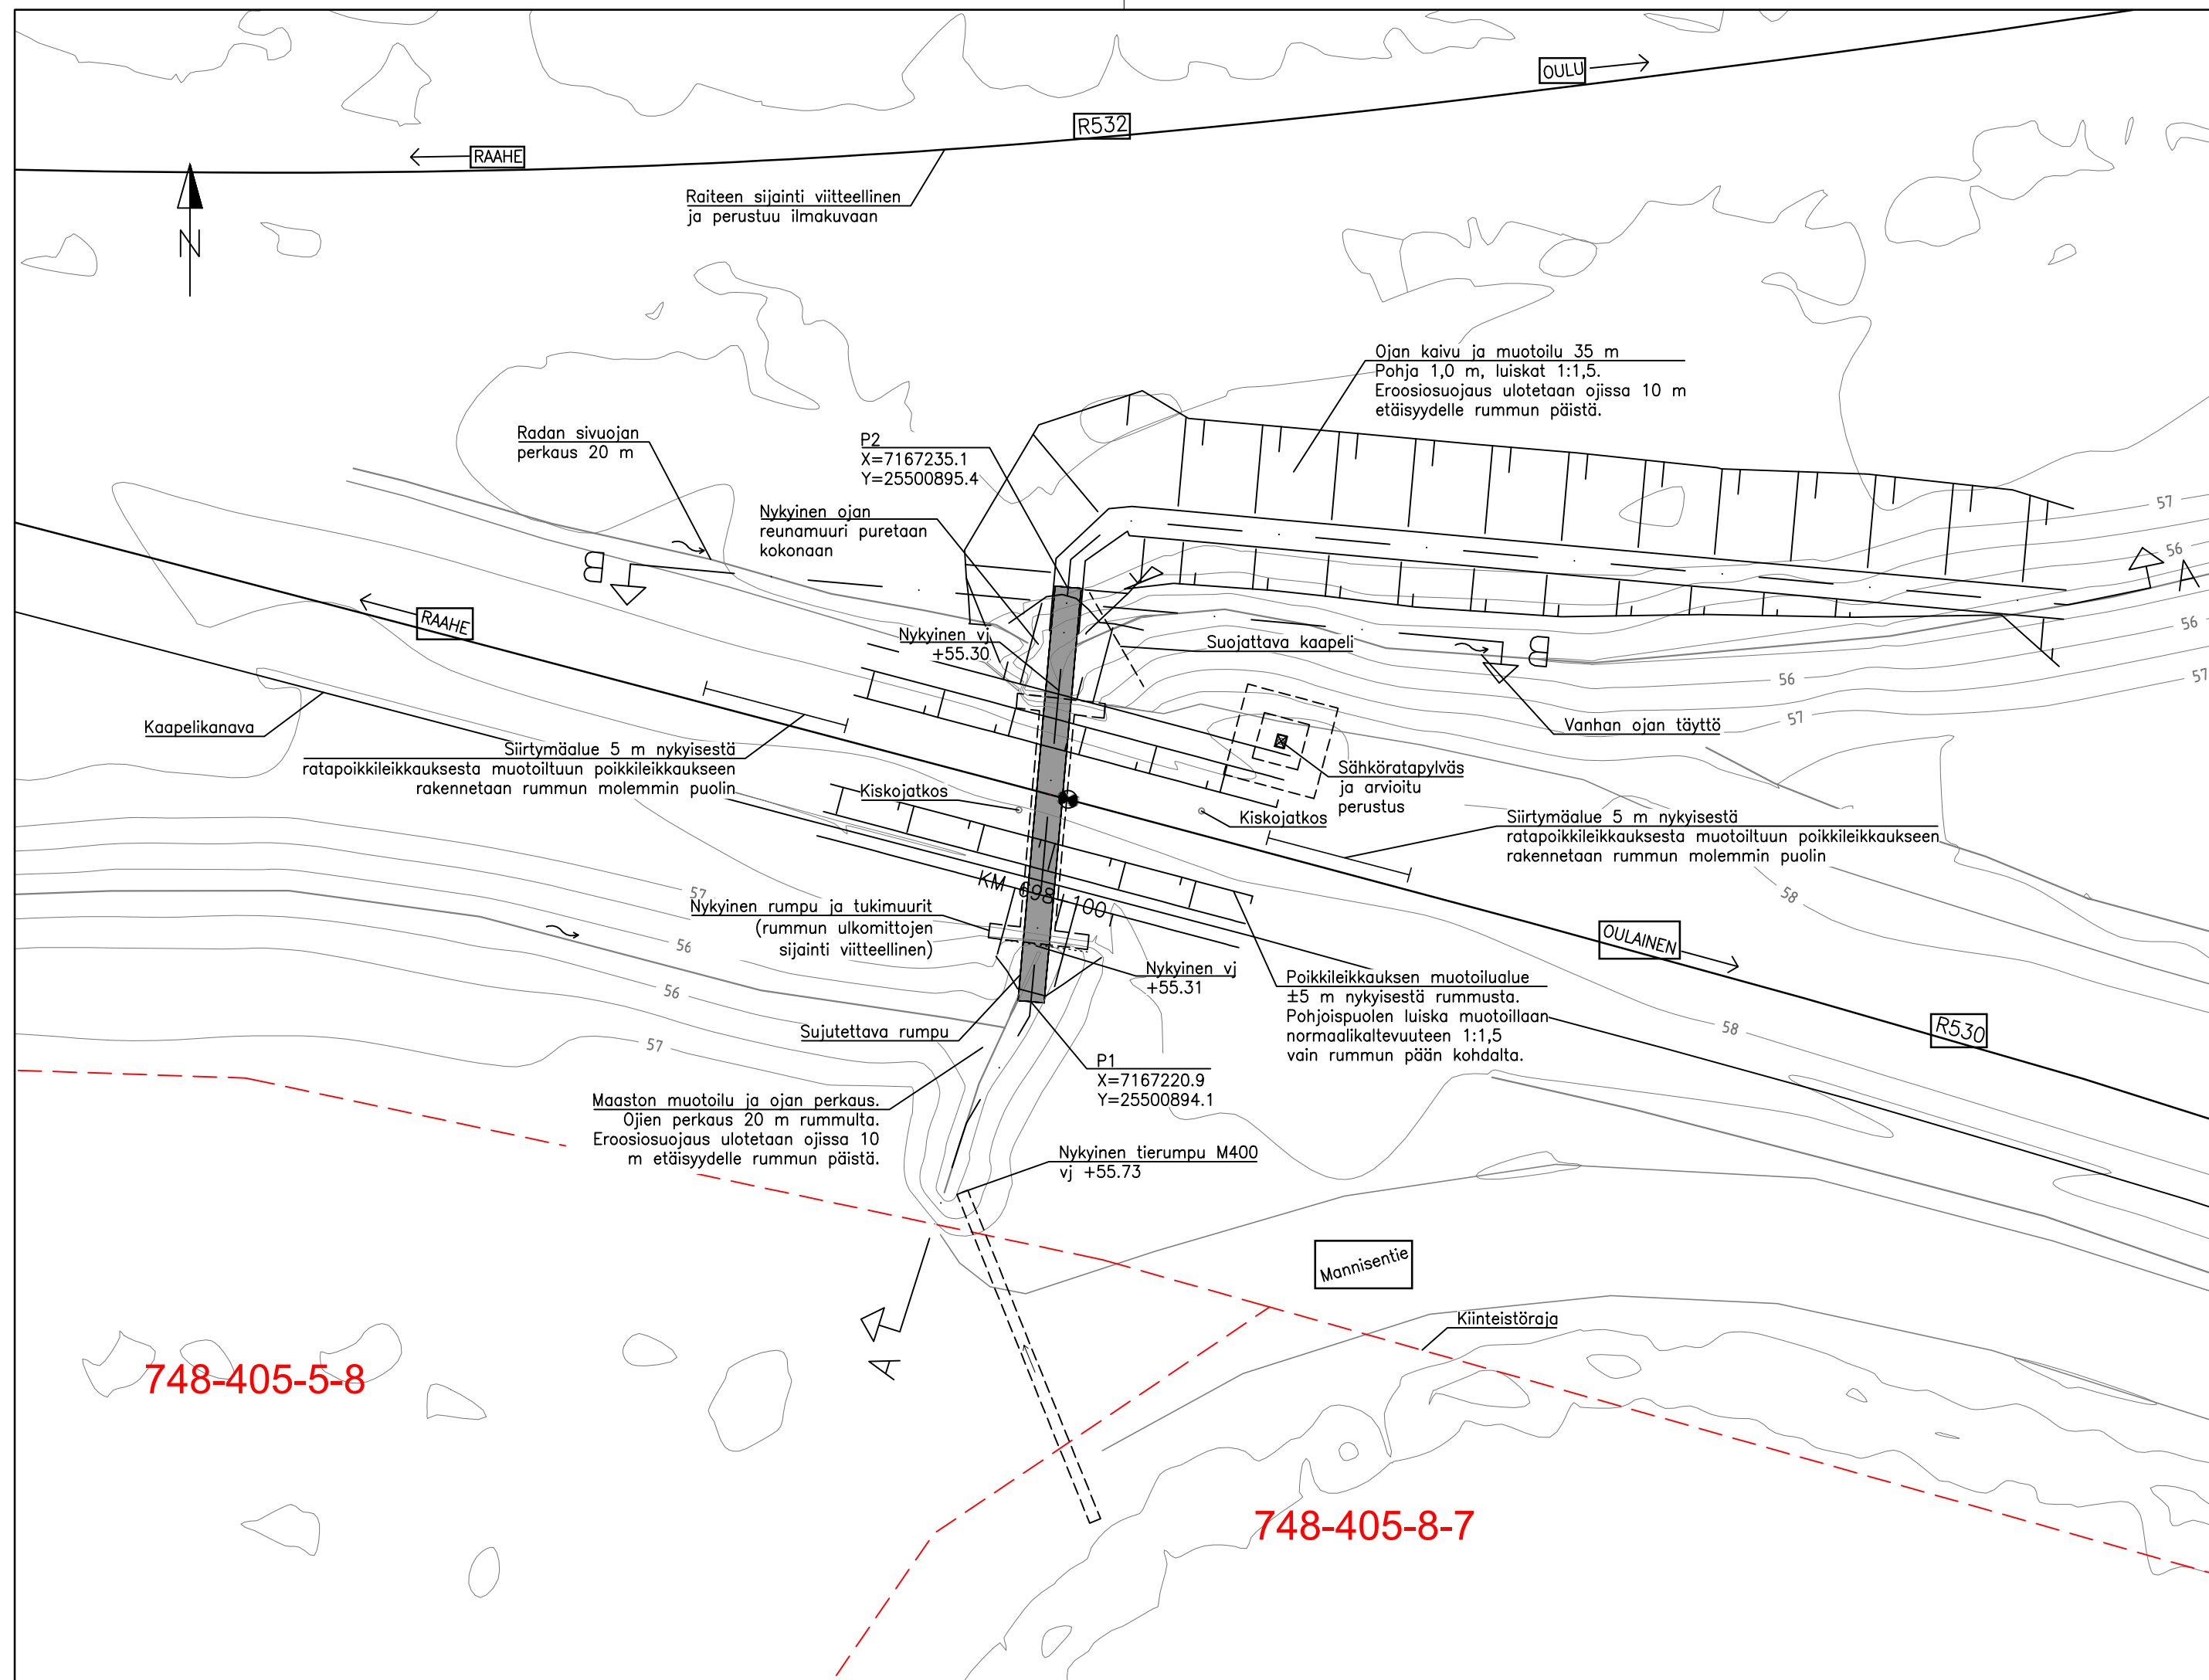 OULU
R532
RAAHE
N
Raiteen sijainti viitteellinen
ja perustuu ilmakuvaan
Ojan kaivu ja muotoilu 35 m
Pohja 1,0 m, luiskat 1:1,5.
Eroosiosuojaus ulotetaan ojissa 10 m
etäisyydelle rummun päistä.
Radan sivuojan
perkaus 20 m
P2
X=7167235.1
Y=25500895.4
Nykyinen ojan
reunamuuri puretaan
kokonaan
57
56
A
B
RAAHE
Nykyinen vj
+55.30
Suojattava kaapeli
B
56
56
57
57
Kaapelikanava
Vanhan ojan täyttö
Siirtymäalue 5 m nykyisestä
ratapoikkileikkauksesta muotoiltuun poikkileikkaukseen
rakennetaan rummun molemmin puolin
Sähköratapylväs
ja arvioitu
perustus
Kiskojatkos
Kiskojatkos
Siirtymäalue 5 m nykyisestä
ratapoikkileikkauksesta muotoiltuun poikkileikkaukseen
rakennetaan rummun molemmin puolin
57
58
KM 698 100
Nykyinen rumpu ja tukimuurit
(rummun ulkomittojen
sijainti viitteellinen)
56
OULAINEN
Nykyinen vj
+55.31
Poikkileikkauksen muotoilualue
±5 m nykyisestä rummusta.
Pohjoispuolen luiska muotoillaan
normaalikaltevuuteen 1:1,5
vain rummun pään kohdalta.
56
Sujutettava rumpu
58
R530
57
P1
X=7167220.9
Y=25500894.1
Maaston muotoilu ja ojan perkaus.
Ojien perkaus 20 m rummulta.
Eroosiosuojaus ulotetaan ojissa 10
m etäisyydelle rummun päistä.
Nykyinen tierumpu M400
vj +55.73
Mannisentie
Kiinteistöraja
A
748-405-5-8
748-405-8-7